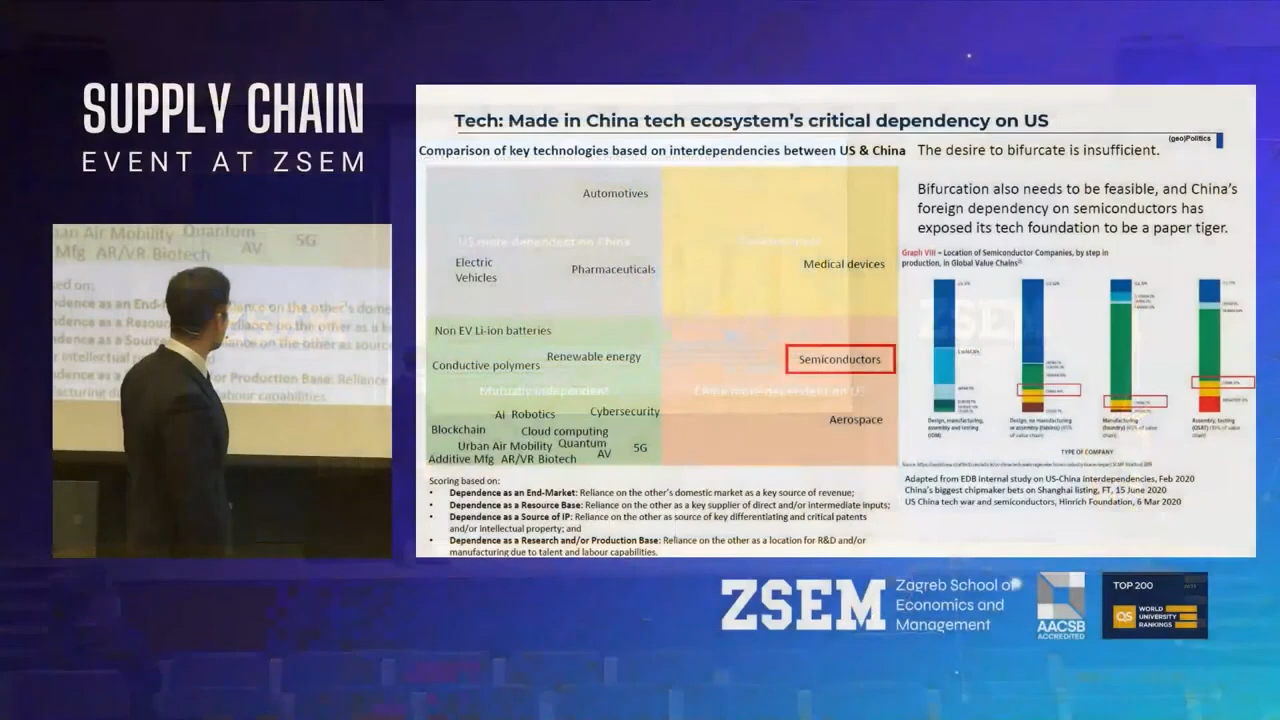 SUPPLY CHAIN
EVENT AT ZSEM
an Air Mobility Quantum
Mfg AR/VR Biotech AV 5G
Tech: Made in China tech ecosystem's critical dependency on US
(geo)Politics
Comparison of key technologies based on interdependencies between US & China
Automotives
US more dependent on China
Electric
Vehicles
Pharmaceuticals
Medical devices
Non EV Li-ion batteries
Renewable energy
Conductive polymers
Semiconductors
Mutually independent
China more dependent on US
Ai Robotics
Cybersecurity
Aerospace
Blockchain
Cloud computing
Urban Air Mobility Quantum
AV
5G
Additive Mfg AR/VR Biotech
Scoring based on:
• Dependence as an End-Market: Reliance on the other's domestic market as a key source of revenue;
• Dependence as a Resource Base: Reliance on the other as a key supplier of direct and/or intermediate inputs;
• Dependence as a Source of IP: Reliance on the other as source of key differentiating and critical patents
and/or intellectual property; and
• Dependence as a Research and/or Production Base: Reliance on the other as a location for R&D and/or
manufacturing due to talent and labour capabilities.
The desire to bifurcate is insufficient.
Bifurcation also needs to be feasible, and China's
foreign dependency on semiconductors has
exposed its tech foundation to be a paper tiger.
Graph VIII – Location of Semiconductor Companies, by step in
production, in Global Value Chains
Design, manufacturing,
assembly and testing
(IDM)
Design, no manufacturing
or assembly (fabless)
Manufacturing
(foundry)
Assembly, testing
(OSAT)
TYPE OF COMPANY
Adapted from EDB internal study on US-China interdependencies, Feb 2020
China's biggest chipmaker bets on Shanghai listing, FT, 15 June 2020
US China tech war and semiconductors, Hinrich Foundation, 6 Mar 2020
ZSEM
Zagreb School of
Economics and
Management
AACSB
ACCREDITED
TOP 200
QS WORLD
UNIVERSITY
RANKINGS